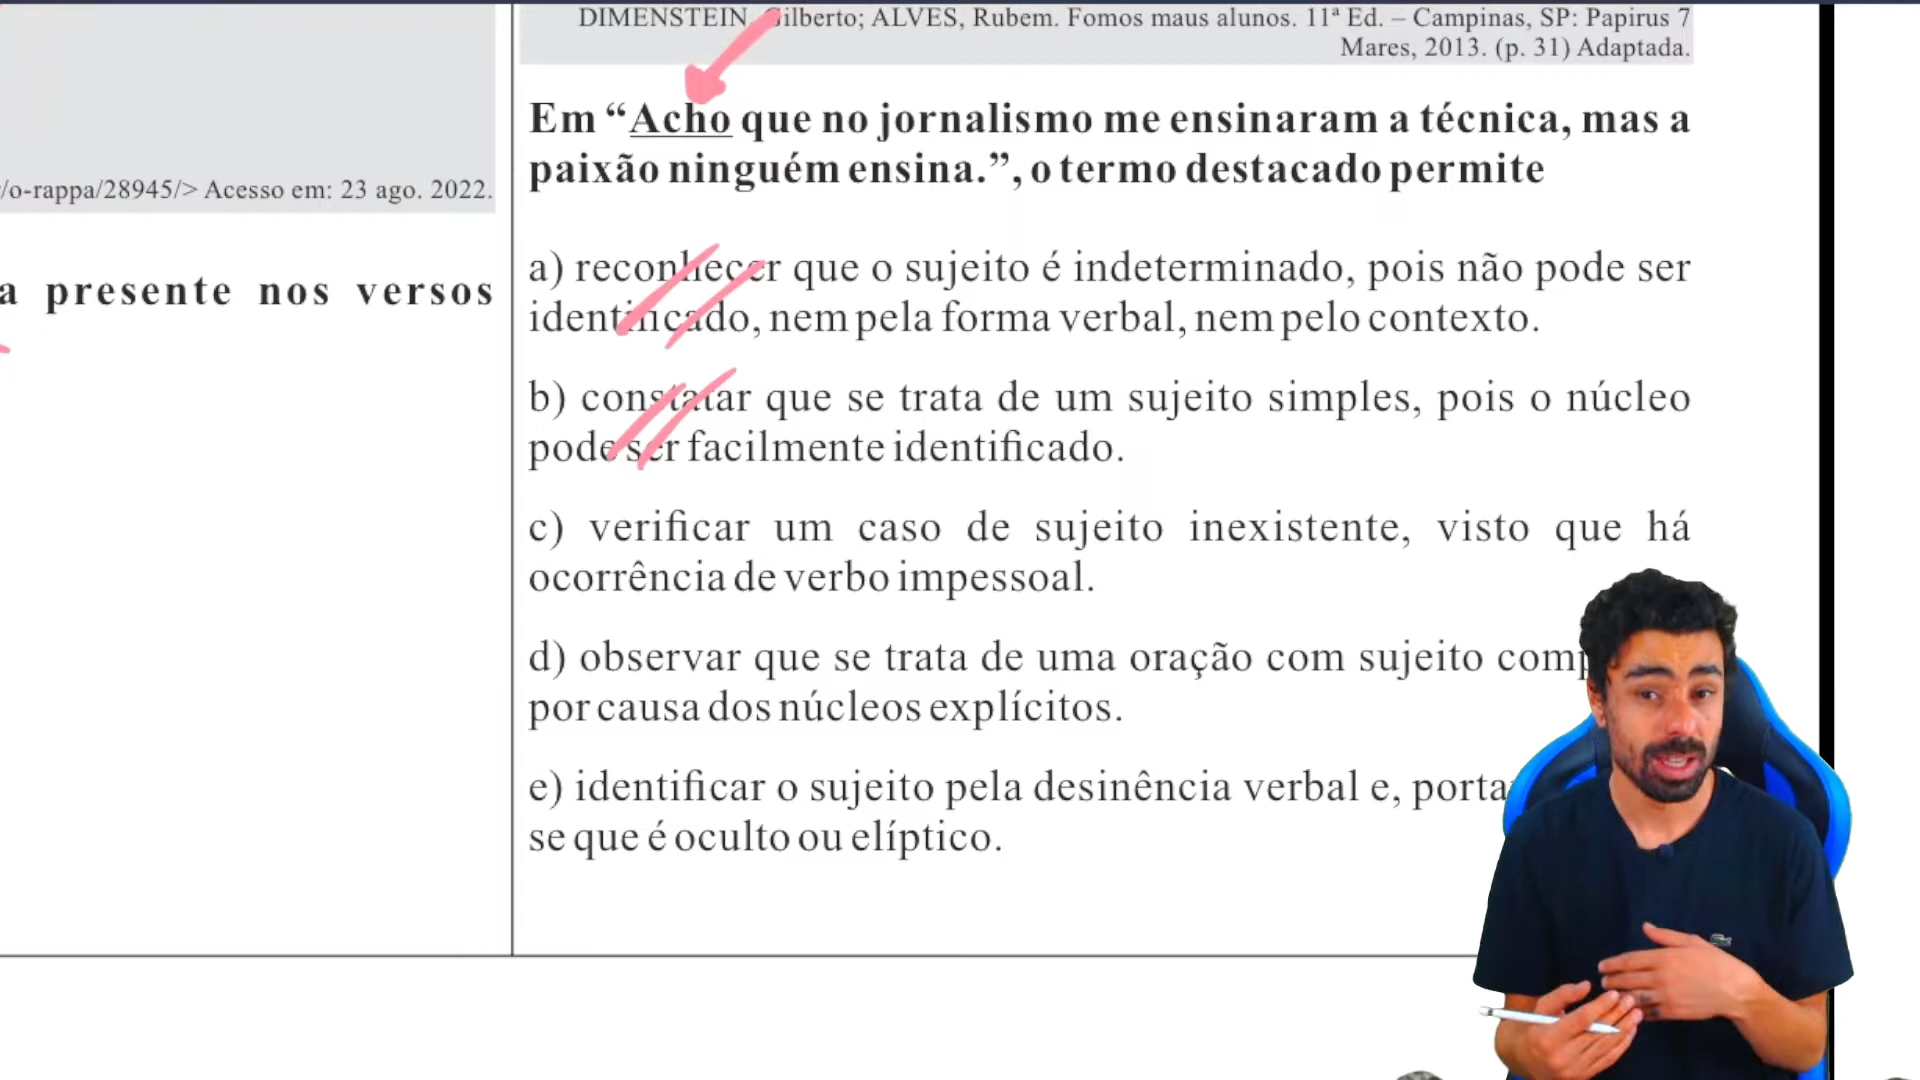 DIMENSTEIN, Gilberto; ALVES, Rubem. Fomos maus alunos. 11ª Ed. – Campinas, SP: Papirus 7
Mares, 2013. (p. 31) Adaptada.
/o-rappa/28945/> Acesso em: 23 ago. 2022.
a presente nos versos
Em “Acho que no jornalismo me ensinaram a técnica, mas a
paixão ninguém ensina.”, o termo destacado permite
a) reconhecer que o sujeito é indeterminado, pois não pode ser
identificado, nem pela forma verbal, nem pelo contexto.
b) constatar que se trata de um sujeito simples, pois o núcleo
pode ser facilmente identificado.
c) verificar um caso de sujeito inexistente, visto que há
ocorrência de verbo impessoal.
d) observar que se trata de uma oração com sujeito
por causa dos núcleos explícitos.
e) identificar o sujeito pela desinência verbal e,
se que é oculto ou elíptico.